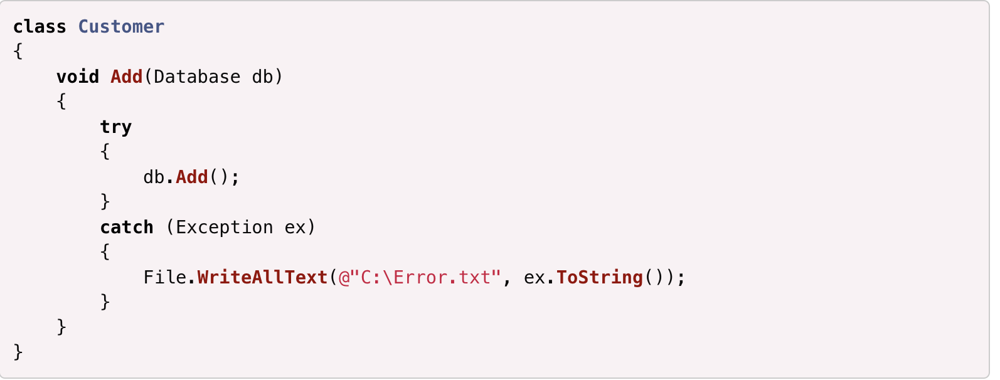 class Customer
{
    void Add(Database db)
    {
        try
        {
            db.Add();
        }
        catch (Exception ex)
        {
            File.WriteAllText(@"C:\Error.txt", ex.ToString());
        }
    }
}